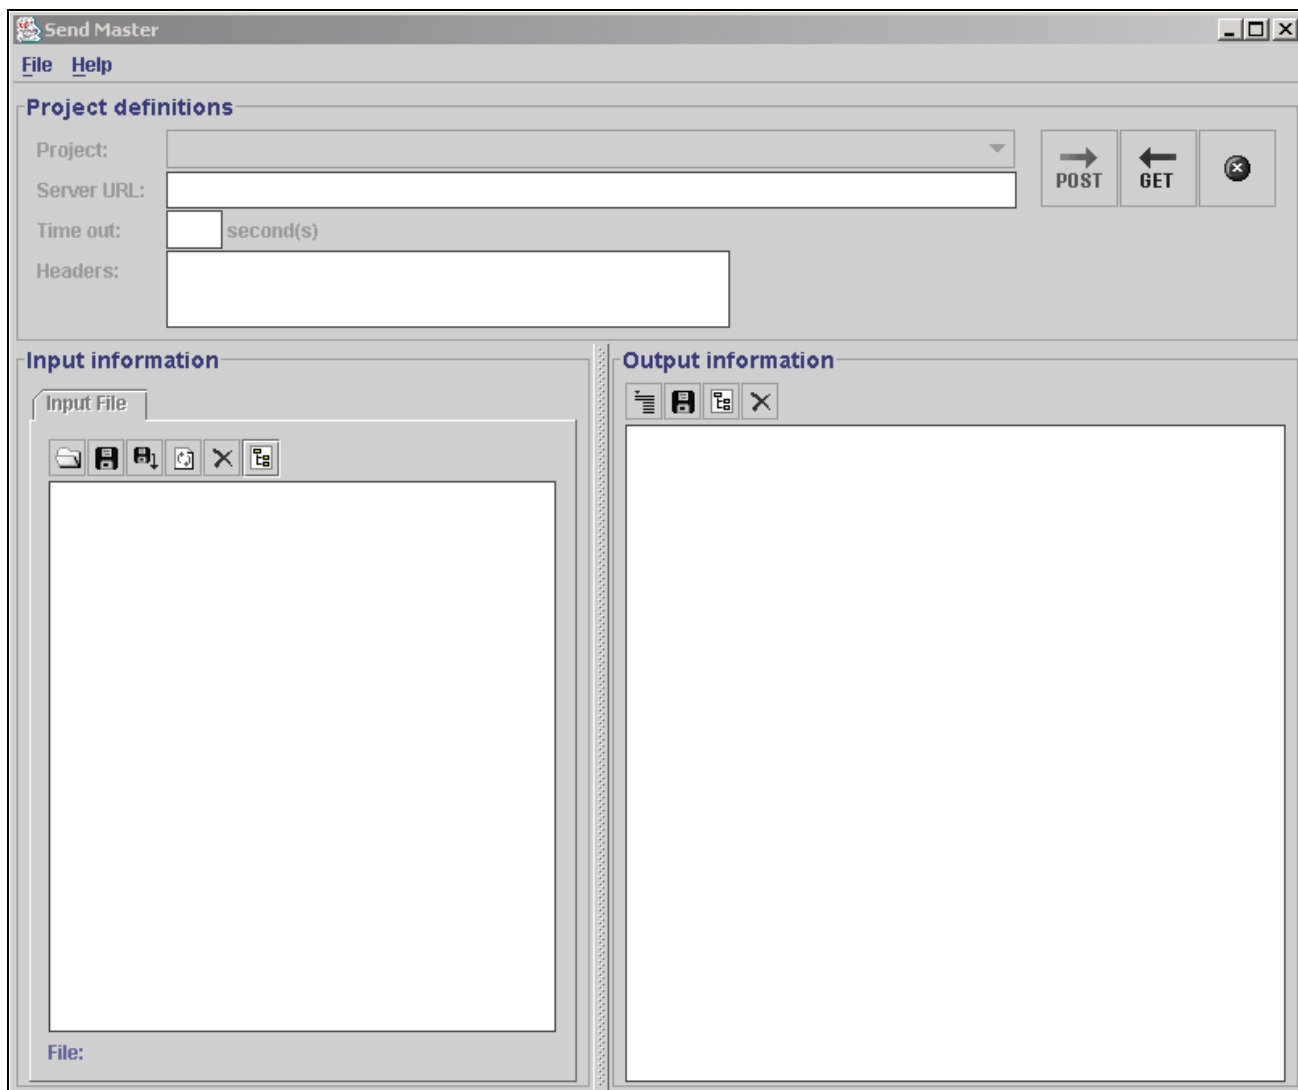 Send Master
File Help
Project definitions
Project:
POST GET
Server URL:
Time out: second(s)
Headers:
Input information
Input File
File:
Output information